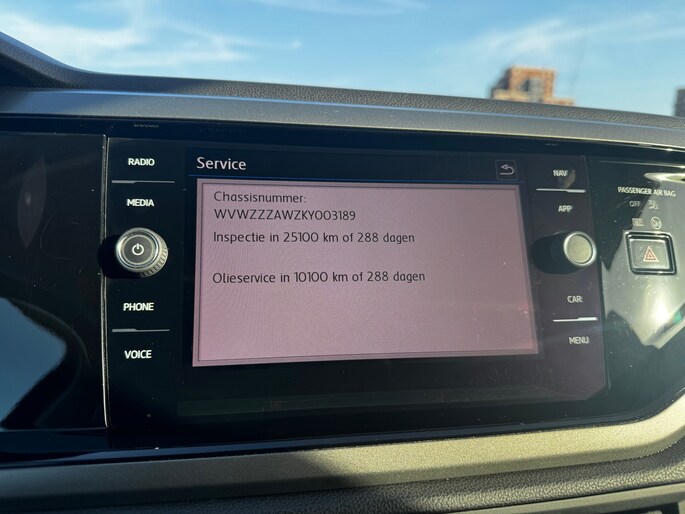 Service
Chassisnummer:
WVWZZZAWZKY003189
Inspectie in 25100 km of 288 dagen
Olieservice in 10100 km of 288 dagen
RADIO
MEDIA
PHONE
VOICE
NAV
APP
CAR
MENU
PASSENGER AIR BAG
OFF